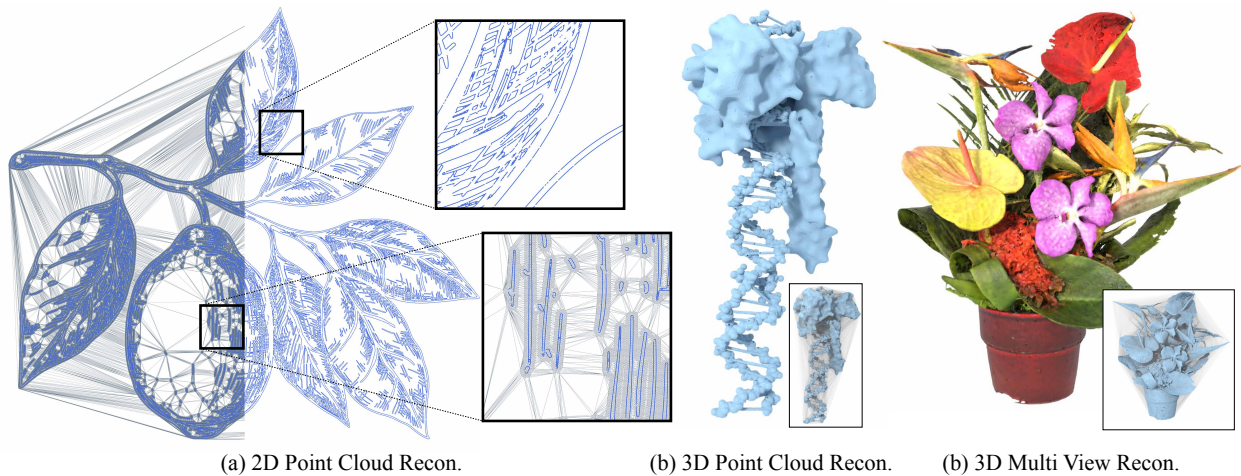 (a) 2D Point Cloud Recon.
(b) 3D Point Cloud Recon.
(b) 3D Multi View Recon.